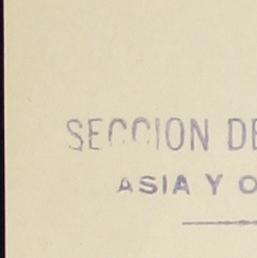 SECCION DE
ASIA Y O